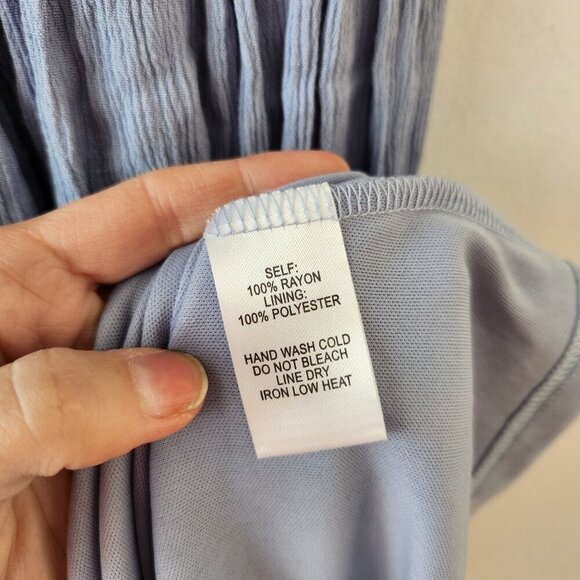 SELF:
100% RAYON
LINING:
100% POLYESTER
HAND WASH COLD
DO NOT BLEACH
LINE DRY
IRON LOW HEAT